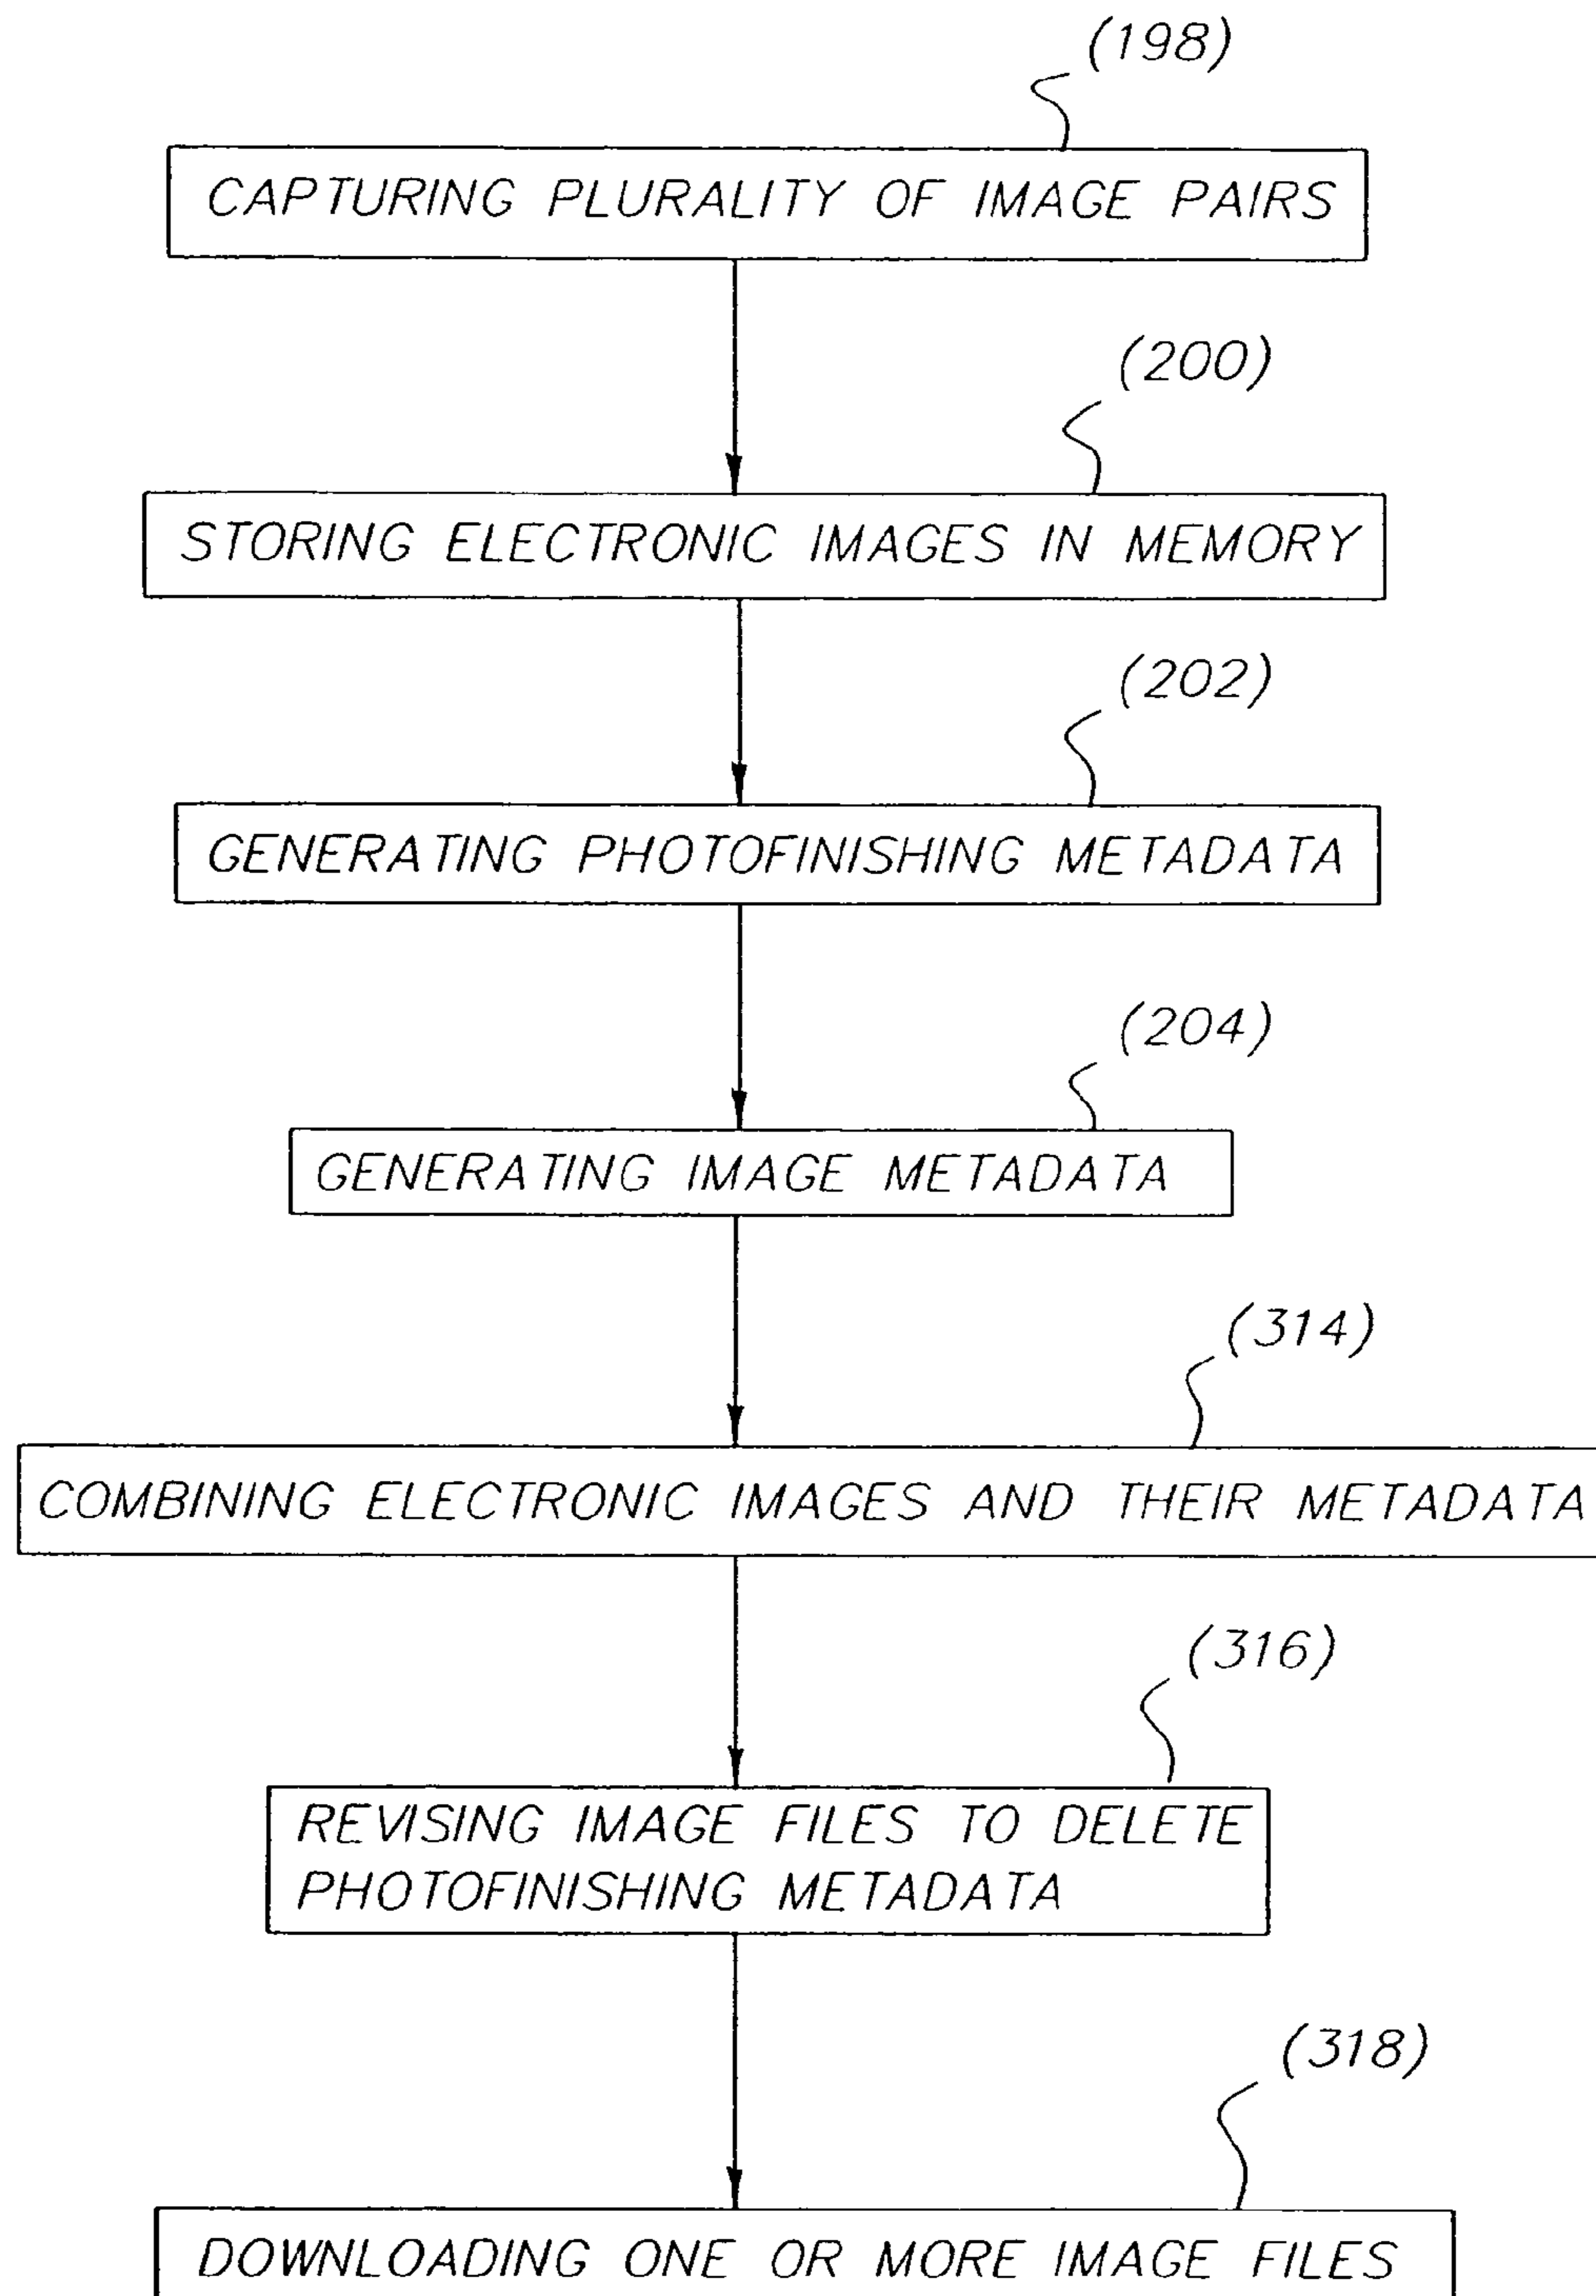 (198)
CAPTURING PLURALITY OF IMAGE PAIRS
(200)
STORING ELECTRONIC IMAGES IN MEMORY
(202)
GENERATING PHOTOFINISHING METADATA
(204)
GENERATING IMAGE METADATA
(314)
COMBINING ELECTRONIC IMAGES AND THEIR METADATA
(316)
REVISING IMAGE FILES TO DELETE
PHOTOFINISHING METADATA
(318)
DOWNLOADING ONE OR MORE IMAGE FILES